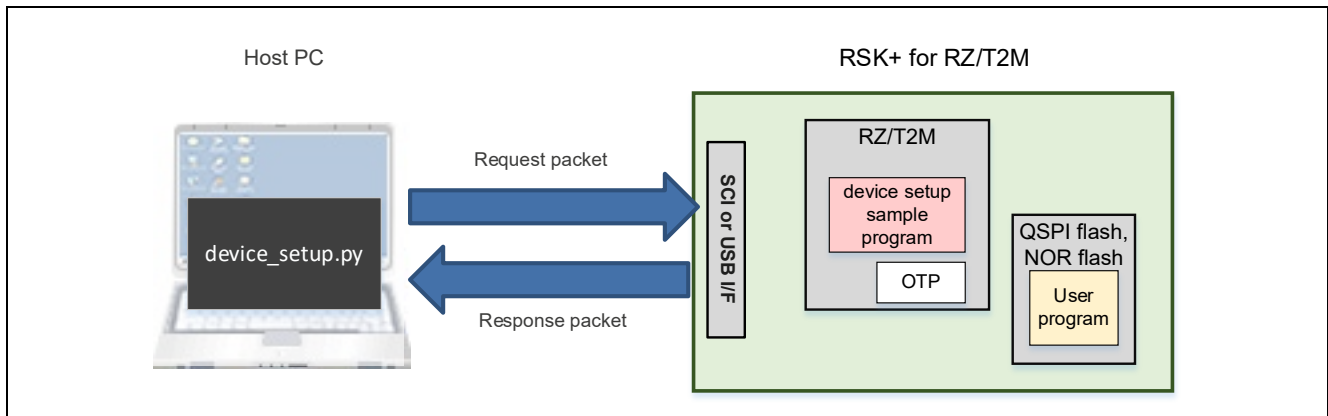 Host PC
RSK+ for RZ/T2M
device_setup.py
Request packet
Response packet
SCI or USB I/F
RZ/T2M
device setup
sample
program
OTP
QSPI flash,
NOR flash
User
program